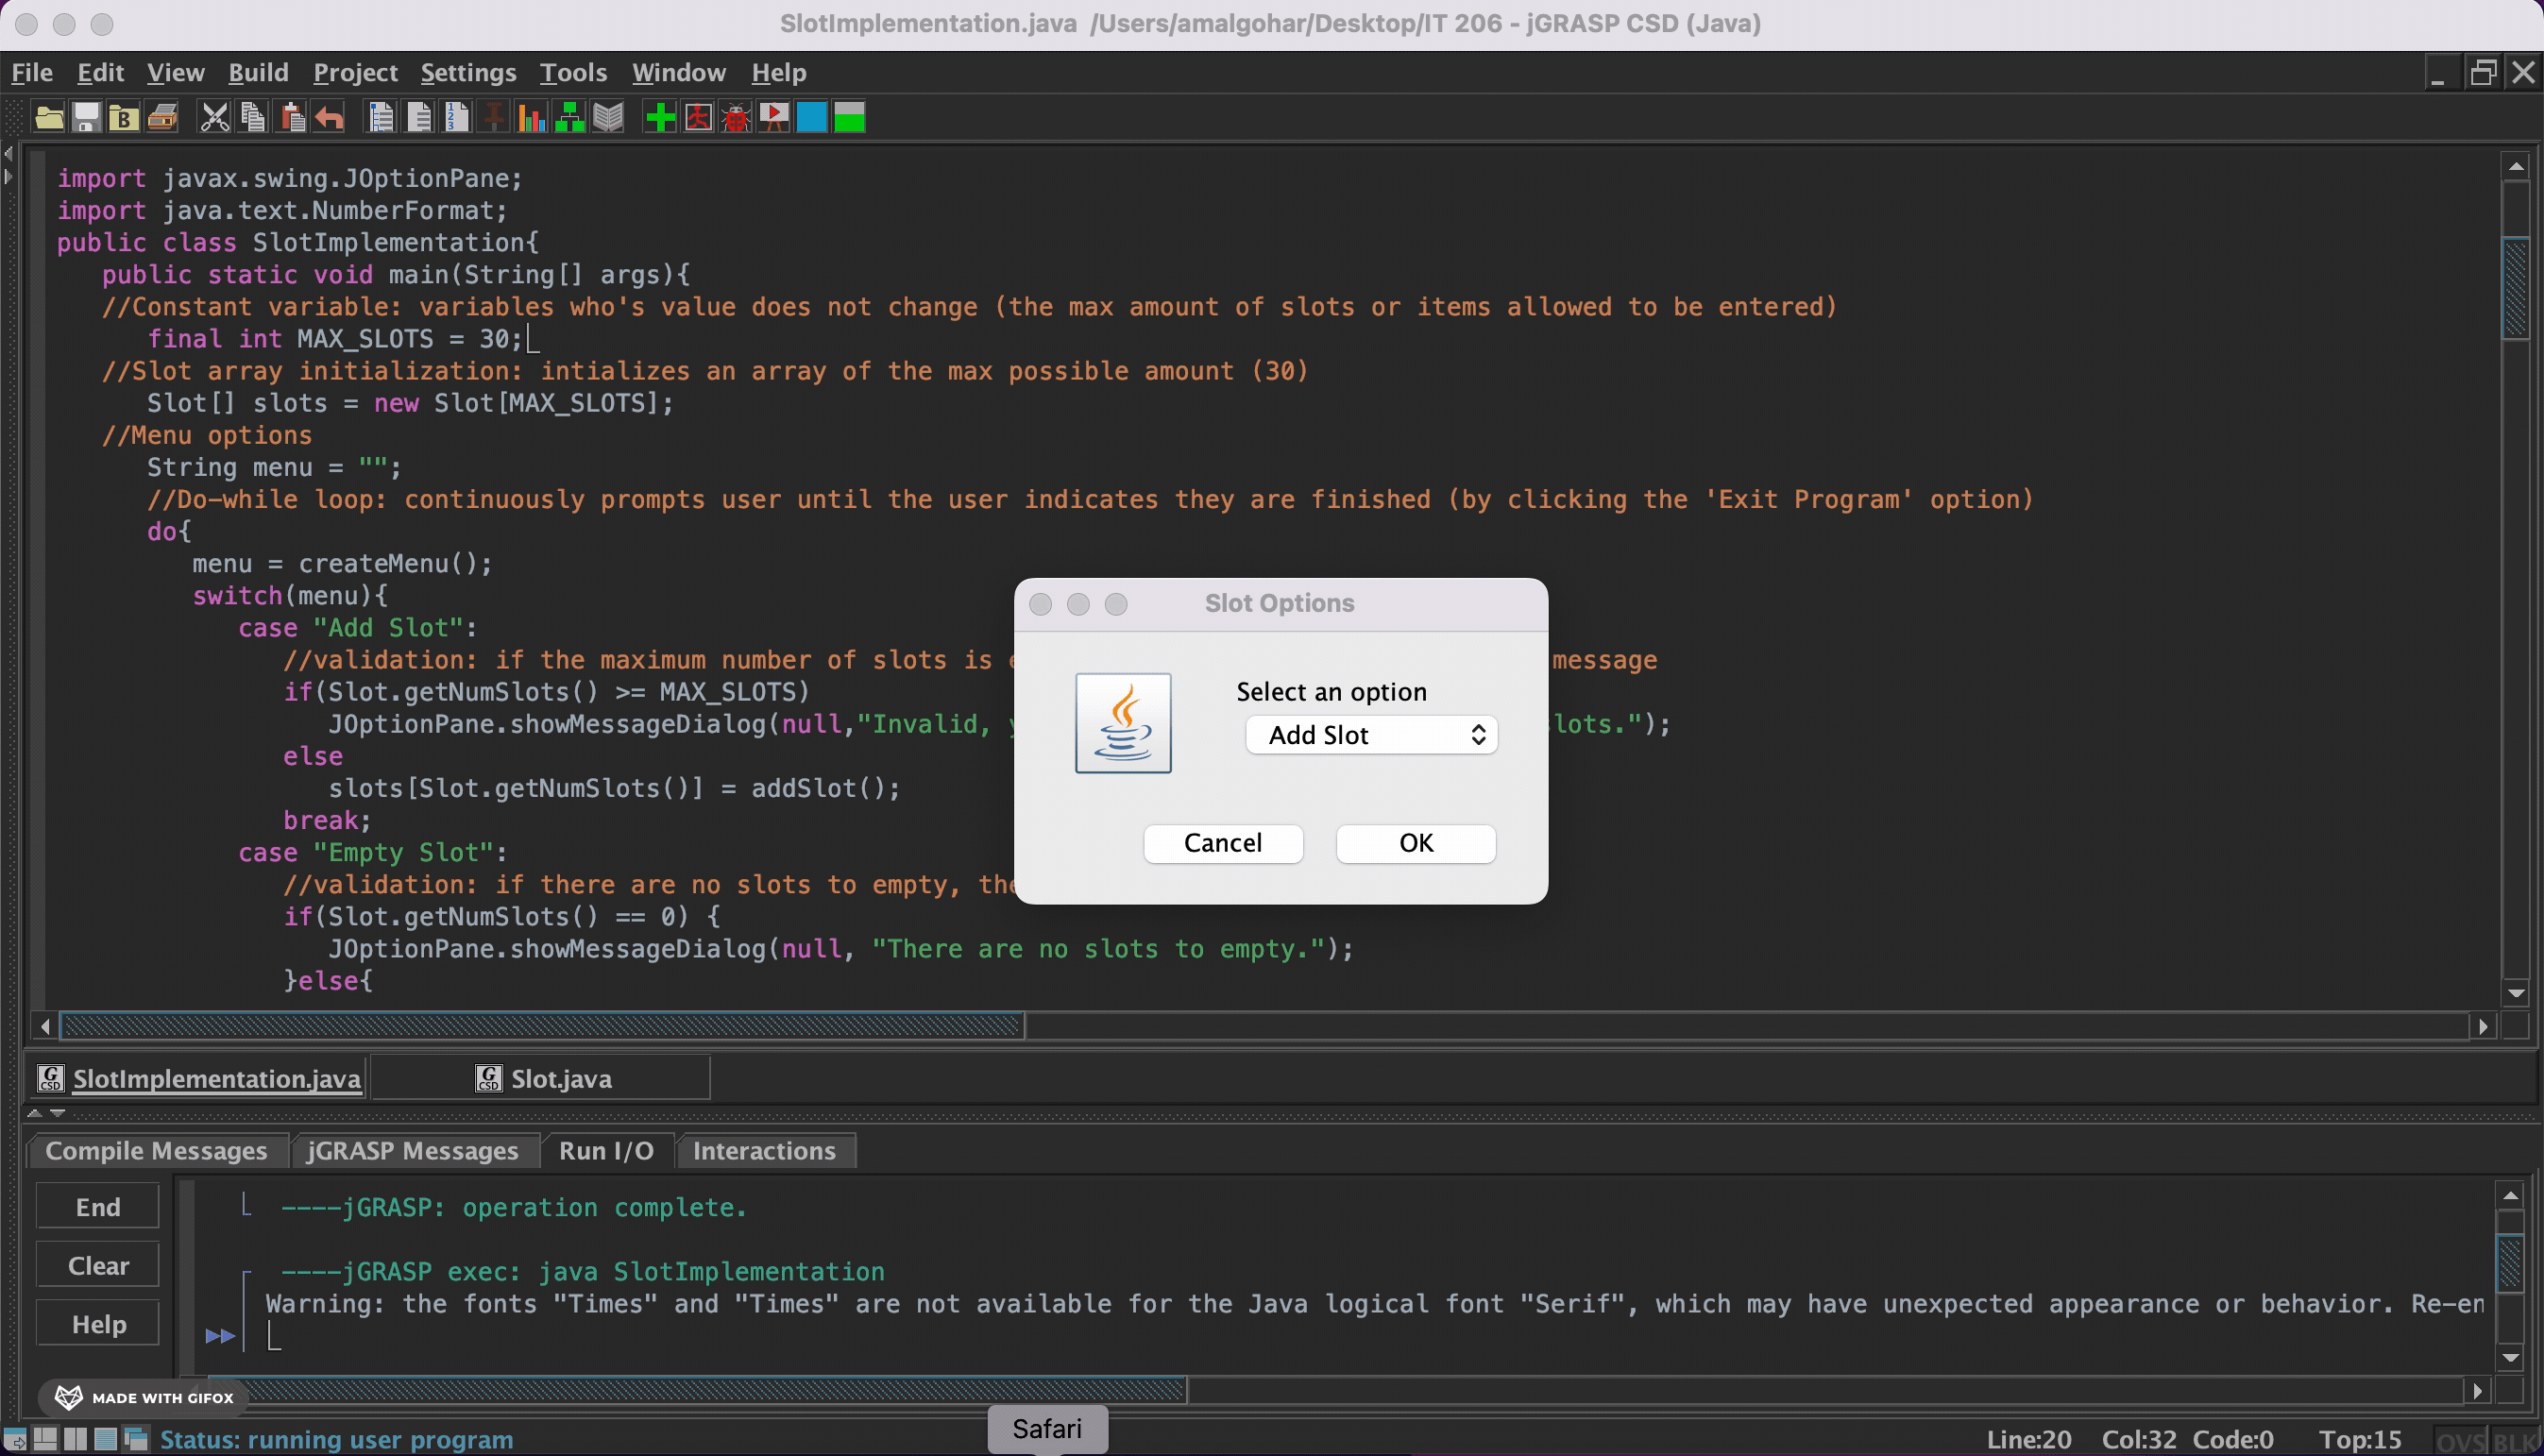 SlotImplementation.java /Users/amalgohar/Desktop/IT 206 - jGRASP CSD (Java)
File Edit View Build Project Settings Tools Window Help
import javax.swing.JOptionPane;
import java.text.NumberFormat;
public class SlotImplementation{
public static void main(String[] args){
//Constant variable: variables who's value does not change (the max amount of slots or items allowed to be entered)
final int MAX_SLOTS = 30;
//Slot array initialization: intializes an array of the max possible amount (30)
Slot[] slots = new Slot[MAX_SLOTS];
//Menu options
String menu = "";
//Do-while loop: continuously prompts user until the user indicates they are finished (by clicking the 'Exit Program' option)
do{
menu = createMenu();
switch(menu){
case "Add Slot":
//validation: if the maximum number of slots is message
if(Slot.getNumSlots() >= MAX_SLOTS)
JOptionPane.showMessageDialog(null,"Invalid, lots.");
else
slots[Slot.getNumSlots()] = addSlot();
break;
case "Empty Slot":
//validation: if there are no slots to empty, the
if(Slot.getNumSlots() == 0) {
JOptionPane.showMessageDialog(null, "There are no slots to empty.");
}else{
Slot Options
Select an option
Add Slot
Cancel OK
SlotImplementation.java Slot.java
Compile Messages jGRASP Messages Run I/O Interactions
End
Clear
Help
----jGRASP: operation complete.
----jGRASP exec: java SlotImplementation
Warning: the fonts "Times" and "Times" are not available for the Java logical font "Serif", which may have unexpected appearance or behavior. Re-en
MADE WITH GIFOX
Safari
Status: running user program
Line:20 Col:32 Code:0 Top:15 OVS BLK